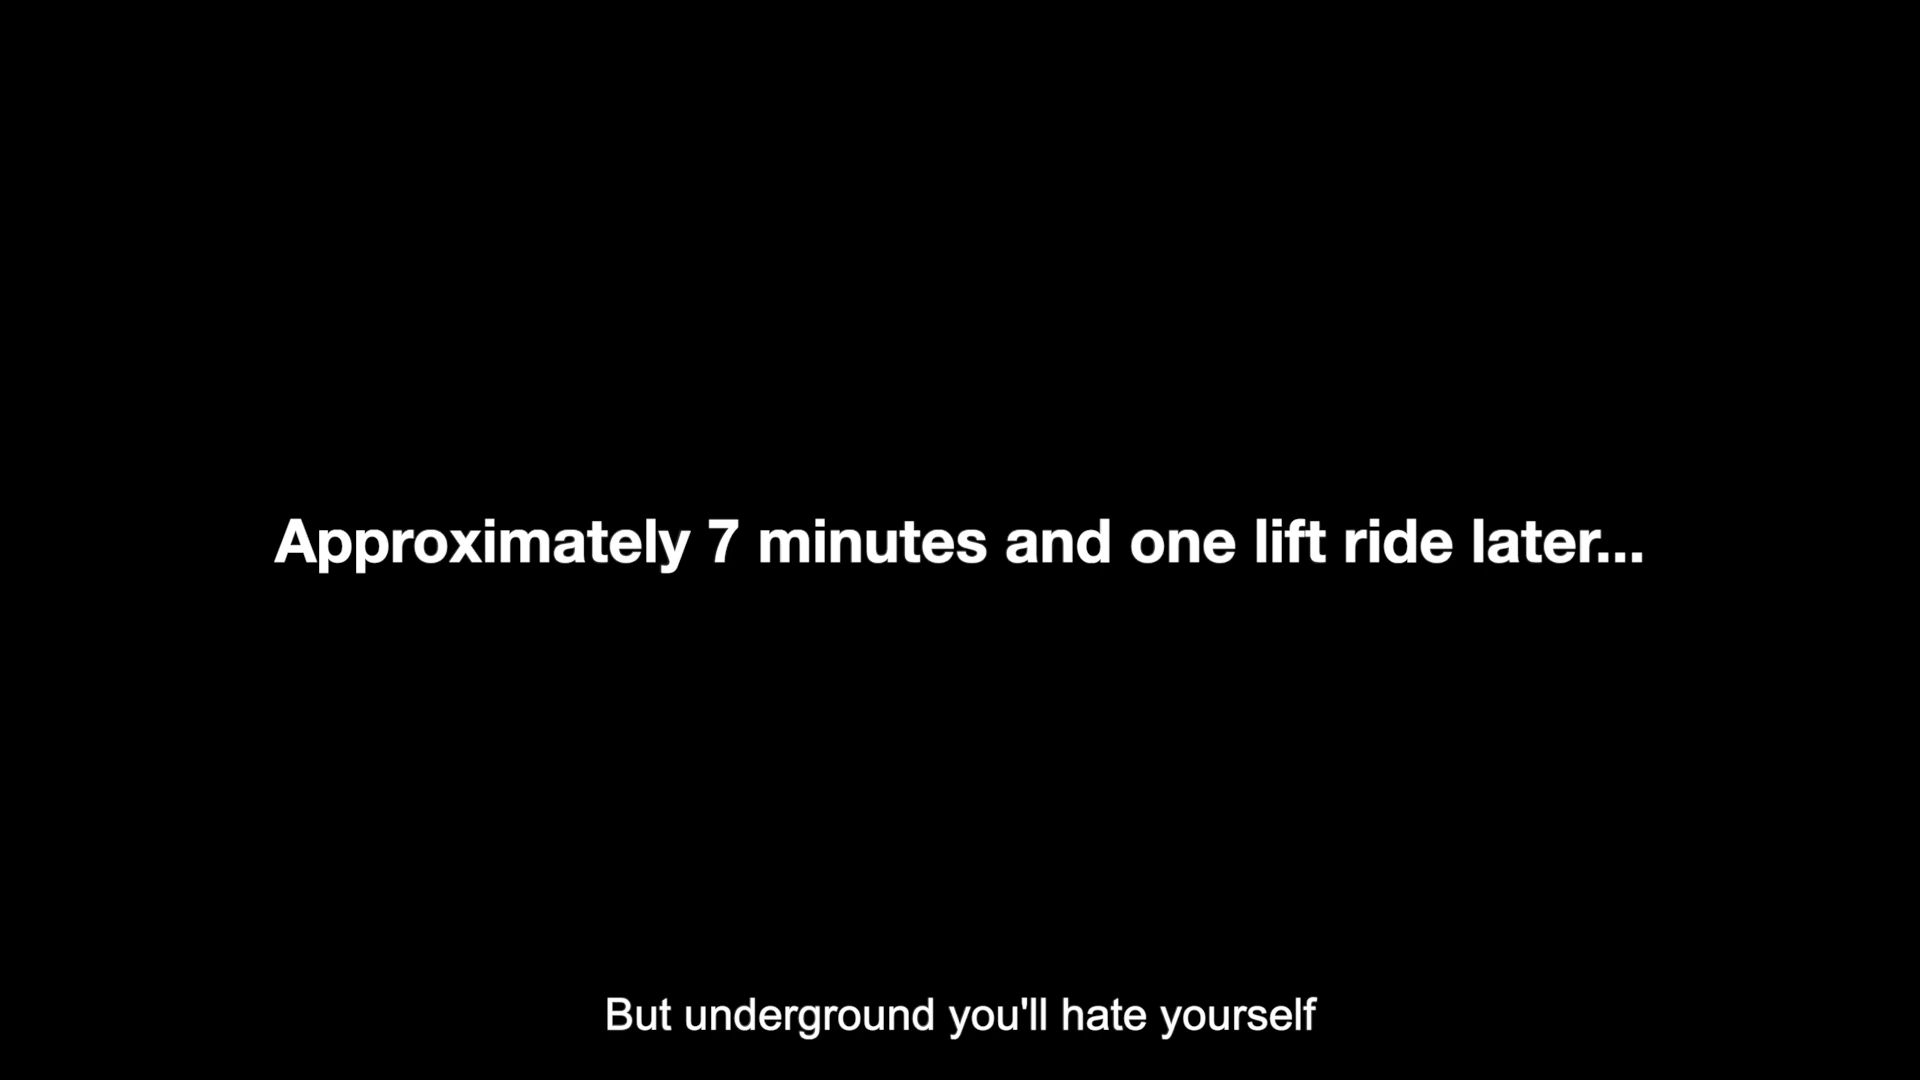 Approximately 7 minutes and one lift ride later...
But underground you'll hate yourself